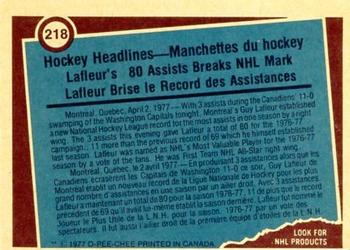 218
Hockey Headlines—Manchettes du hockey
Lafleur's 80 Assists Breaks NHL Mark
Lafleur Brise le Record des Assistances
Montreal, Quebec, April 2, 1977 — With 3 assists during the Canadiens' 11-0
swamping of the Washington Capitals tonight, Montreal's Guy Lafleur established
a new National Hockey League record for the most assists in one season by a right
wing. The 3 assists this evening gave Lafleur a total of 80 for the 1976-77
campaign... 11 more than the previous record of 69 which he himself established
last season. Lafleur was named as NHL's Most Valuable Player for the 1976-77
season by a vote of the fans. He was First Team NHL All-Star right wing.
Montreal, Quebec, le 2 avril 1977 — En produisant 3 assistances alors que les
Canadiens écrasèrent les Capitals de Washington 11-0 ce soir, Guy Lafleur de
Montréal établit un nouveau record de la Ligue Nationale de Hockey pour les plus
d'assistances en une saison par un ailier droit. Avec 3 assistances
Lafleur a maintenant un total de 80 pour la saison 1976-77, 11 de plus que le record
précédent de 69 qu'il avait lui-même établi la saison dernière. Lafleur fut nommé
Joueur le Plus Utile de la L.N.H. pour la saison 1976-77 par un vote des
fans. Il a aussi été ailier droit de la première équipe d'étoiles de la L.N.H.
© 1977 O-PEE-CHEE PRINTED IN CANADA
LOOK FOR
NHL PRODUCTS